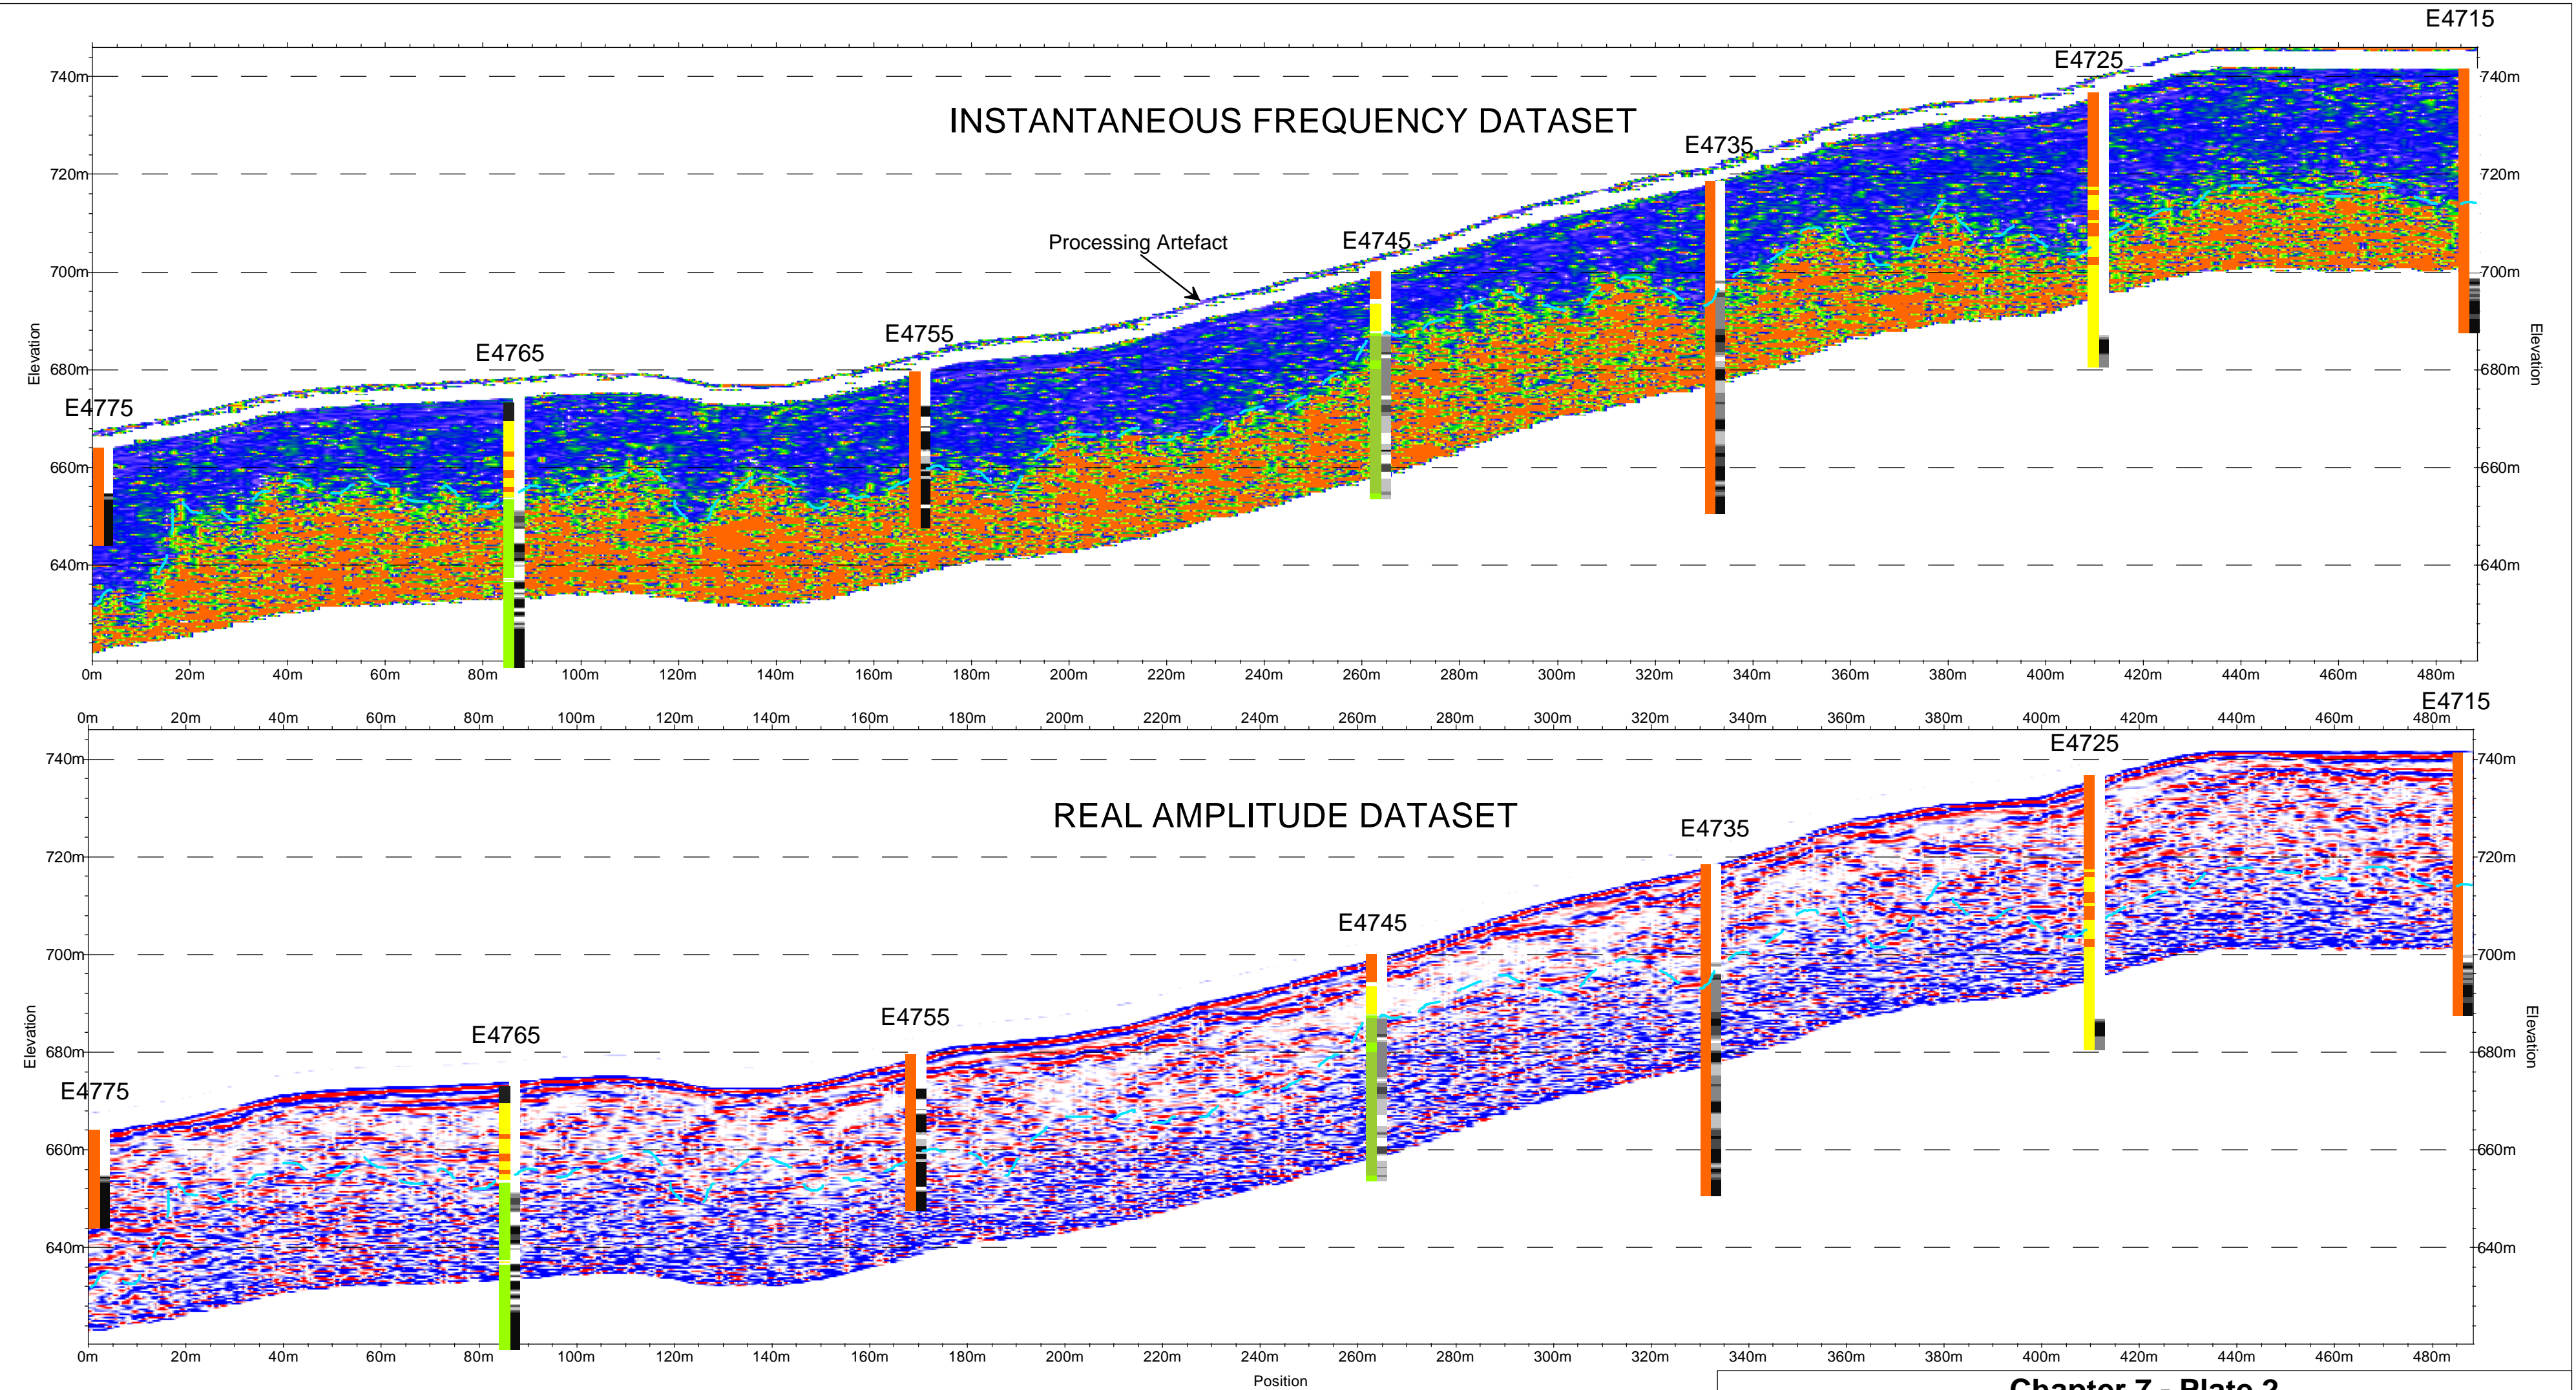 E4715
E4725
740m 740m
INSTANTANEOUS FREQUENCY DATASET
E4735
720m 720m
Processing Artefact
E4745
700m 700m
E4755
E4765
Elevation
Elevation
680m 680m
E4775
660m 660m
640m 640m
0m 20m 40m 60m 80m 100m 120m 140m 160m 180m 200m 220m 240m 260m 280m 300m 320m 340m 360m 380m 400m 420m 440m 460m 480m
E4715
0m 20m 40m 60m 80m 100m 120m 140m 160m 180m 200m 220m 240m 260m 280m 300m 320m 340m 360m 380m 400m 420m 440m 460m 480m
E4725
740m 740m
REAL AMPLITUDE DATASET
E4735
720m 720m
E4745
700m 700m
E4755
E4765
Elevation
Elevation
680m 680m
E4775
660m 660m
640m 640m
0m 20m 40m 60m 80m 100m 120m 140m 160m 180m 200m 220m 240m 260m 280m 300m 320m 340m 360m 380m 400m 420m 440m 460m 480m
Position
Chapter 7 - Plate 2